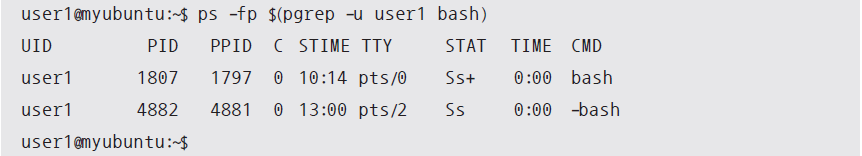 user1@myubuntu:~$ ps -fp $(pgrep -u user1 bash)
UID PID PPID C STIME TTY STAT TIME CMD
user1 1807 1797 0 10:14 pts/0 Ss+ 0:00 bash
user1 4882 4881 0 13:00 pts/2 Ss 0:00 -bash
user1@myubuntu:~$